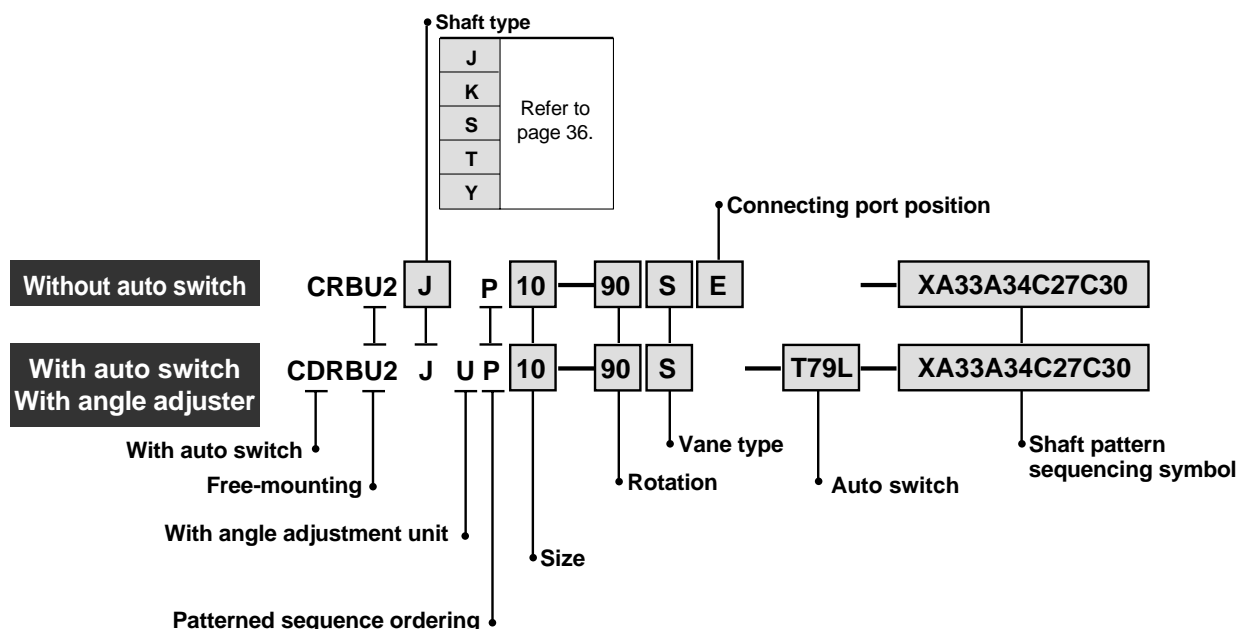 Shaft type
J
K
S
T
Y
Refer to
page 36.
Connecting port position
Without auto switch
CRBU2 J P 10 — 90 S E — XA33A34C27C30
With auto switch
With angle adjuster
CDRBU2 J U P 10 — 90 S — T79L — XA33A34C27C30
With auto switch
Free-mounting
With angle adjustment unit
Patterned sequence ordering
Size
Rotation
Vane type
Auto switch
Shaft pattern
sequencing symbol